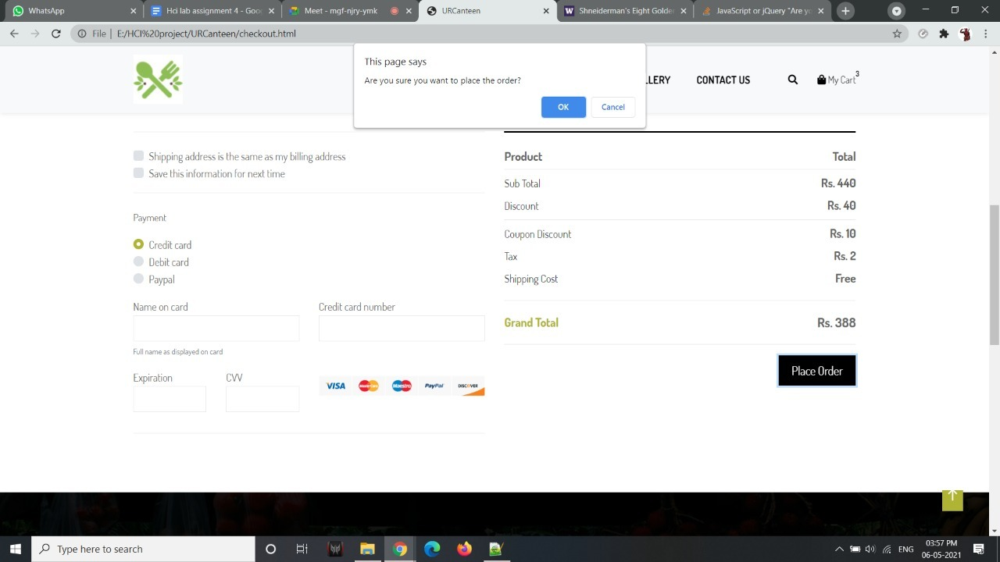 WhatsApp
Hci lab assignment 4 - Goo
Meet - mgf-njry-ymk
URCanteen
Shneiderman's Eight Golden
JavaScript or jQuery "Are yo
File | E:/HCI%20project/URCanteen/checkout.html
This page says
Are you sure you want to place the order?
OK
Cancel
LLERY
CONTACT US
My Cart
3
Shipping address is the same as my billing address
Save this information for next time
Payment
Credit card
Debit card
Paypal
Name on card
Credit card number
Full name as displayed on card
Expiration
CVV
VISA
MasterCard
Maestro
PayPal
DISCOVER
Product Total
Sub Total Rs. 440
Discount Rs. 40
Coupon Discount Rs. 10
Tax Rs. 2
Shipping Cost Free
Grand Total Rs. 388
Place Order
Type here to search
ENG
03:57 PM
06-05-2021